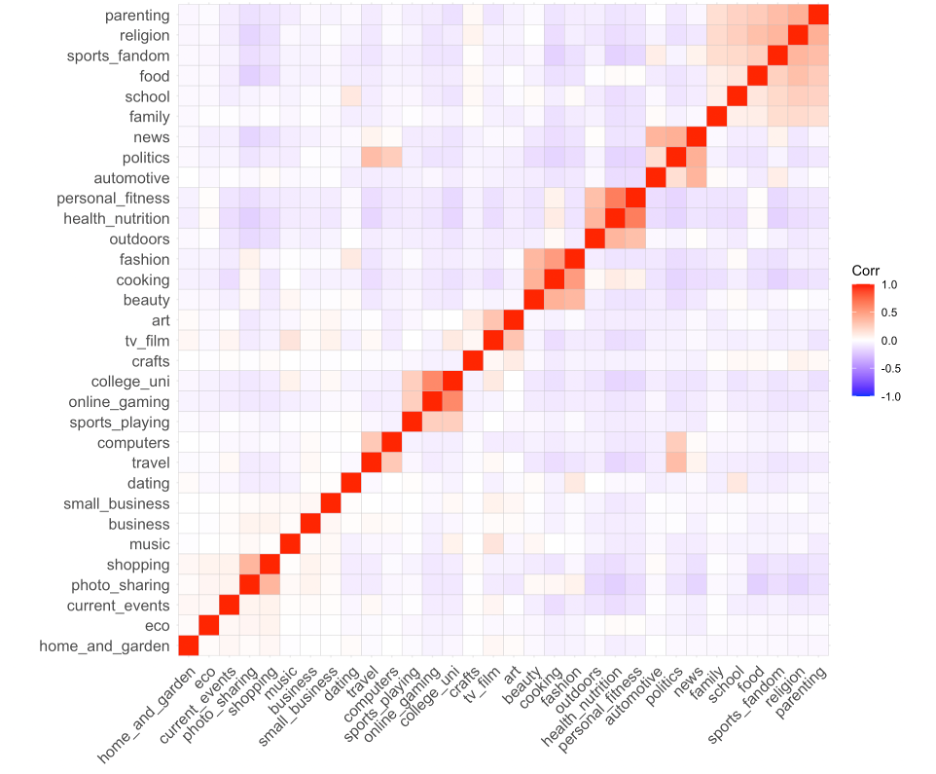 parenting
religion
sports_fandom
food
school
family
news
politics
automotive
personal_fitness
health_nutrition
outdoors
fashion
cooking
beauty
art
tv_film
crafts
college_uni
online_gaming
sports_playing
computers
travel
dating
small_business
business
music
shopping
photo_sharing
current_events
eco
home_and_garden
home_and_garden
eco
current_events
photo_sharing
shopping
music
business
small_business
dating
travel
computers
sports_playing
online_gaming
college_uni
crafts
tv_film
art
beauty
cooking
fashion
outdoors
health_nutrition
personal_fitness
automotive
politics
news
family
school
food
sports_fandom
religion
parenting
Corr
1.0
0.5
0.0
-0.5
-1.0